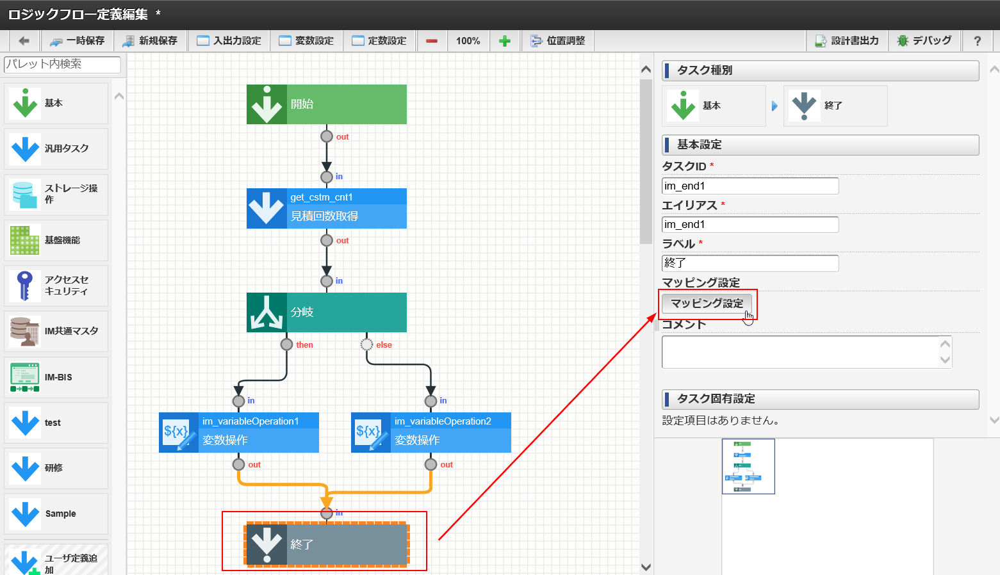 ロジックフロー定義編集 *
一時保存
新規保存
入出力設定
変数設定
定数設定
100%
位置調整
設計書出力
デバッグ
?
パレット内検索
基本
汎用タスク
ストレージ操
作
基盤機能
アクセスセ
キュリティ
IM共通マスタ
IM-BIS
test
研修
Sample
ユーザ定義追
加
開始
out
in
get_cstm_cnt1
見積回数取得
out
in
分岐
then
else
in
in
${x}
im_variableOperation1
変数操作
${x}
im_variableOperation2
変数操作
out
out
in
終了
タスク種別
基本
終了
基本設定
タスクID *
im_end1
エイリアス *
im_end1
ラベル *
終了
マッピング設定
マッピング設定
コメント
タスク固有設定
設定項目はありません。